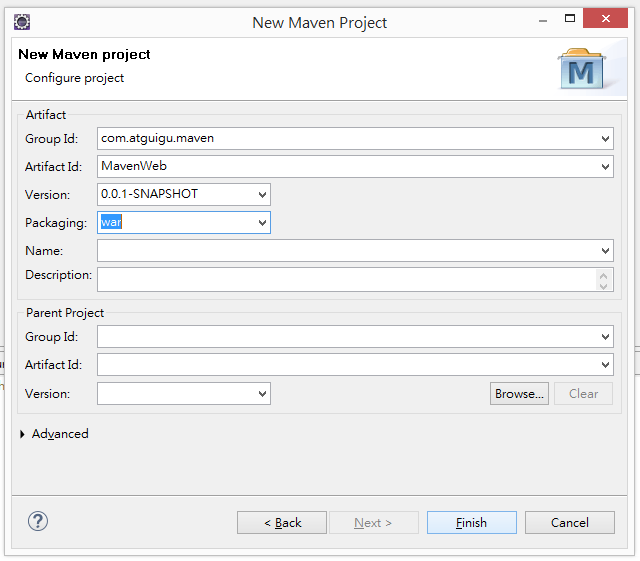 New Maven Project
New Maven project
Configure project
M
Artifact
Group Id: com.atguigu.maven
Artifact Id: MavenWeb
Version: 0.0.1-SNAPSHOT
Packaging: war
Name:
Description:
Parent Project
Group Id:
Artifact Id:
Version: Browse... Clear
Advanced
? < Back Next > Finish Cancel